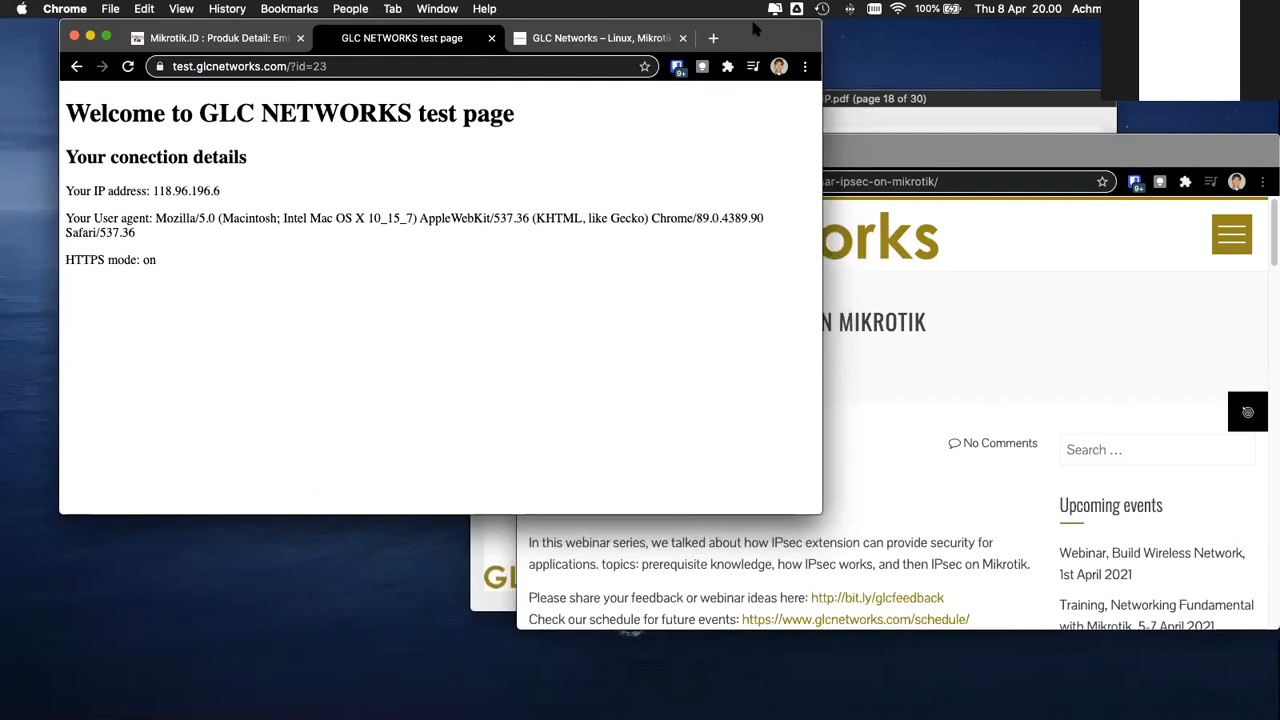 Chrome File Edit View History Bookmarks People Tab Window Help 100% Thu 8 Apr 20.00 Achm
Mikrotik.ID : Produk Detail: Em
GLC NETWORKS test page
GLC Networks – Linux, Mikroti
test.glcnetworks.com/?id=23
9+
Welcome to GLC NETWORKS test page
Your conection details
Your IP address: 118.96.196.6
Your User agent: Mozilla/5.0 (Macintosh; Intel Mac OS X 10_15_7) AppleWebKit/537.36 (KHTML, like Gecko) Chrome/89.0.4389.90
Safari/537.36
HTTPS mode: on
P.pdf (page 18 of 30)
ar-ipsec-on-mikrotik/
9+
orks
N MIKROTIK
No Comments
Search …
Upcoming events
Webinar, Build Wireless Network,
1st April 2021
Training, Networking Fundamental
with Mikrotik, 5-7 April 2021
GL
In this webinar series, we talked about how IPsec extension can provide security for
applications. topics: prerequisite knowledge, how IPsec works, and then IPsec on Mikrotik.
Please share your feedback or webinar ideas here: http://bit.ly/glcfeedback
Check our schedule for future events: https://www.glcnetworks.com/schedule/